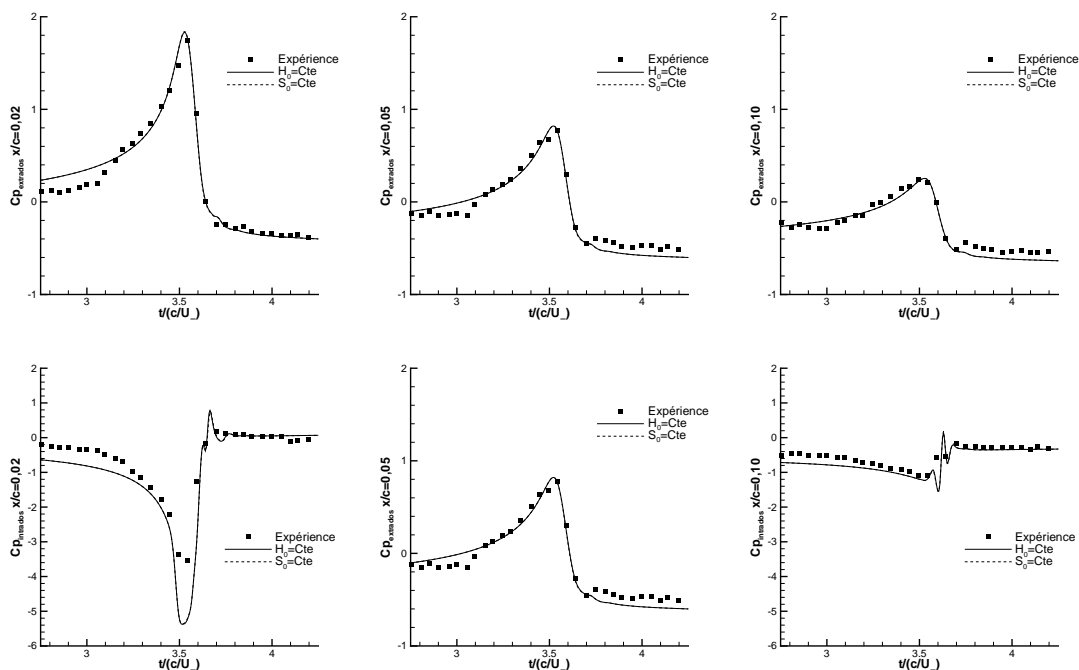 2
1
0
-1
3
3.5
4
t/(c/U_)
Cp extrados x/c=0,02
Expérience
H0=Cte
S0=Cte
2
1
0
-1
3
3.5
4
t/(c/U_)
Cp extrados x/c=0,05
Expérience
H0=Cte
S0=Cte
2
1
0
-1
3
3.5
4
t/(c/U_)
Cp extrados x/c=0,10
Expérience
H0=Cte
S0=Cte
2
1
0
-1
-2
-3
-4
-5
-6
3
3.5
4
t/(c/U_)
Cp intrados x/c=0,02
Expérience
H0=Cte
S0=Cte
2
1
0
-1
3
3.5
4
t/(c/U_)
Cp extrados x/c=0,05
Expérience
H0=Cte
S0=Cte
2
1
0
-1
-2
-3
-4
-5
-6
3
3.5
4
t/(c/U_)
Cp intrados x/c=0,10
Expérience
H0=Cte
S0=Cte